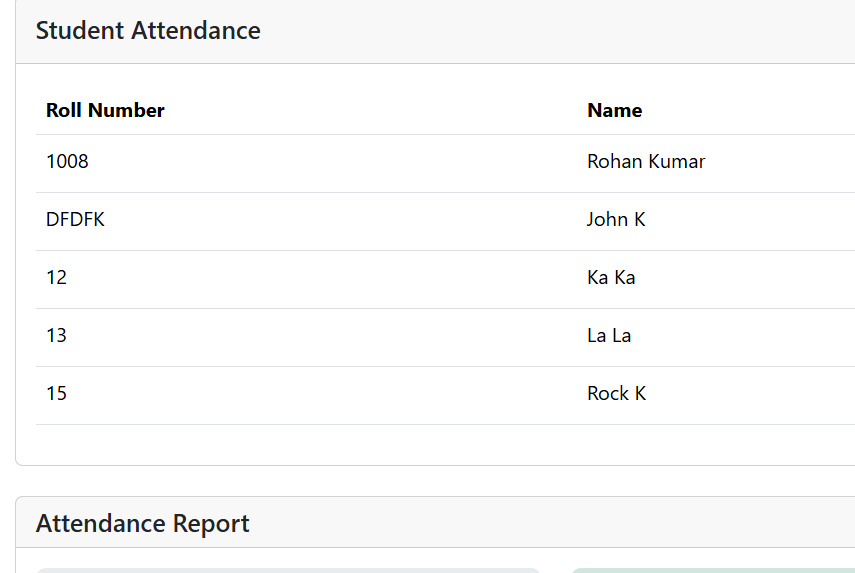 Student Attendance
Roll Number Name
1008 Rohan Kumar
DFDFK John K
12 Ka Ka
13 La La
15 Rock K
Attendance Report